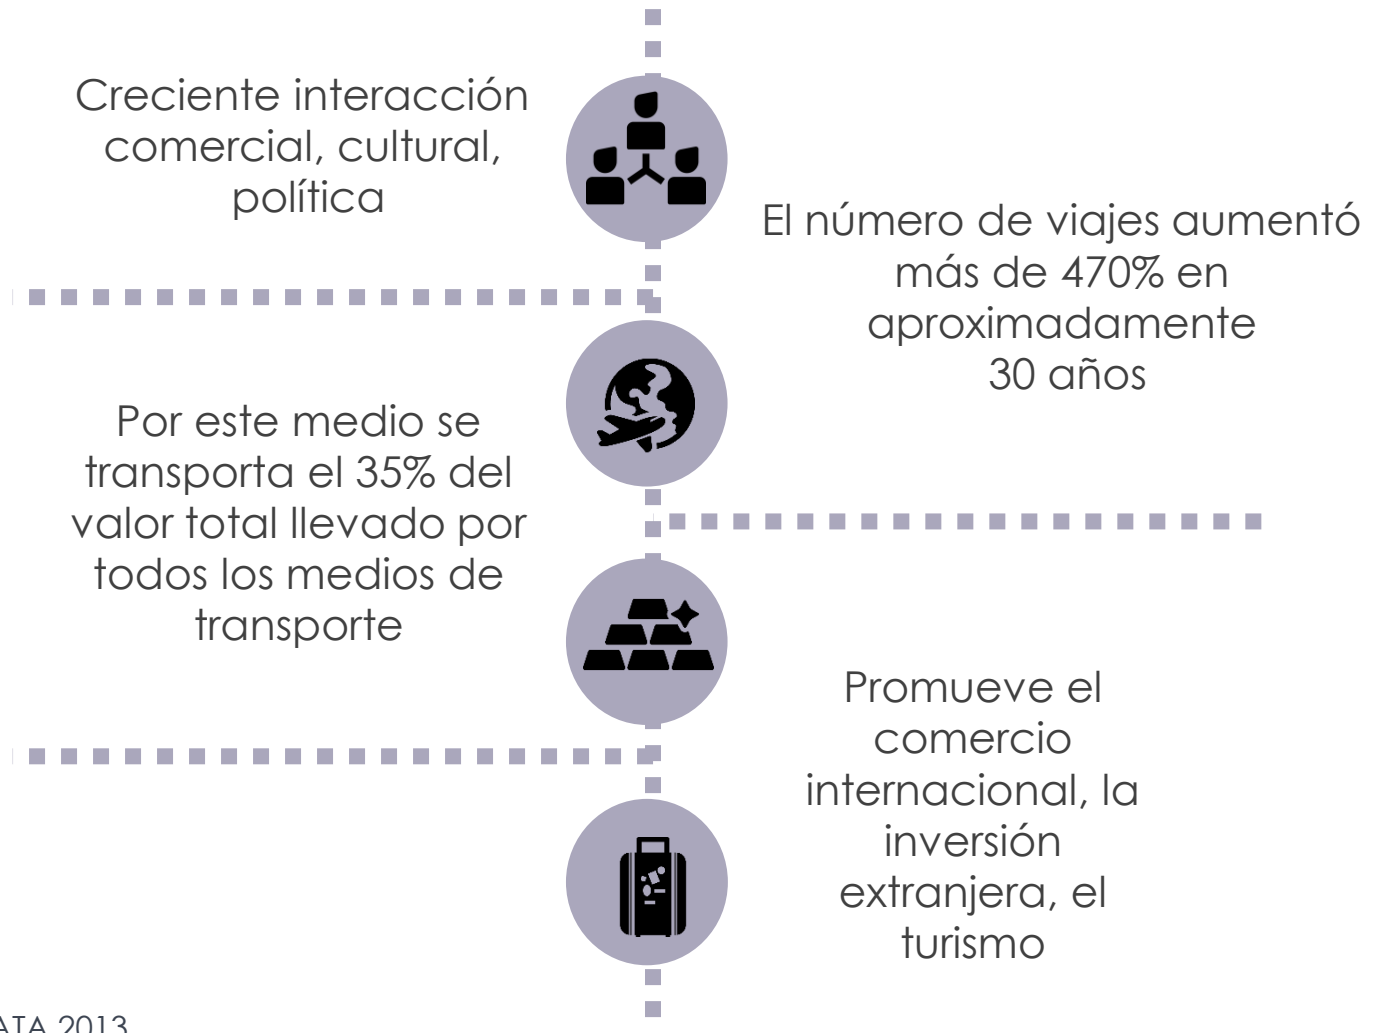 Creciente interacción
comercial, cultural,
política
El número de viajes aumentó
más de 470% en
aproximadamente
30 años
Por este medio se
transporta el 35% del
valor total llevado por
todos los medios de
transporte
Promueve el
comercio
internacional, la
inversión
extranjera, el
turismo
2013